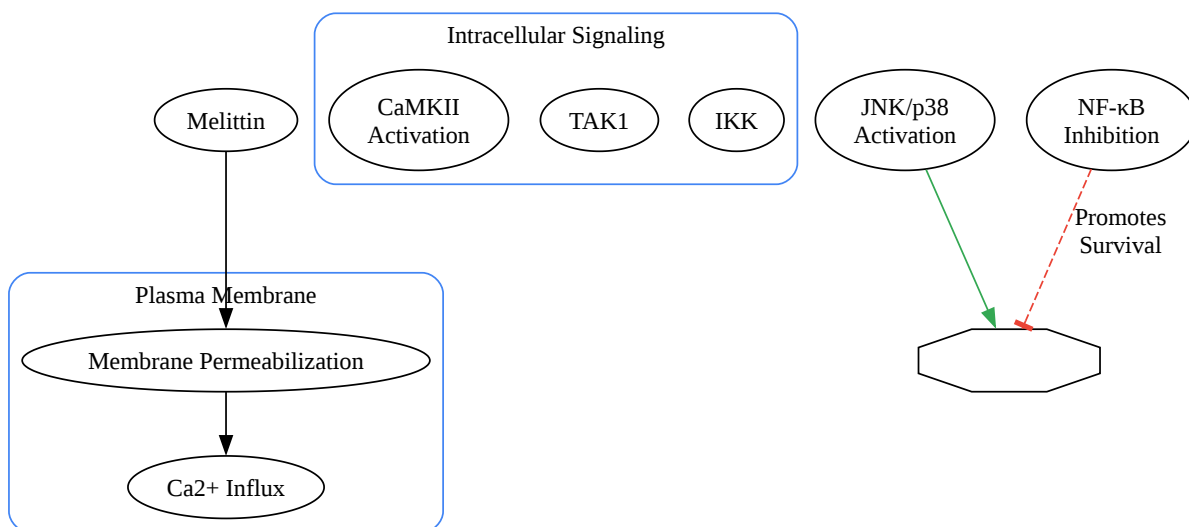 Intracellular Signaling
Melittin
CaMKII
Activation
TAK1
IKK
JNK/p38
Activation
NF-κB
Inhibition
Promotes
Survival
Plasma Membrane
Membrane Permeabilization
Ca2+ Influx